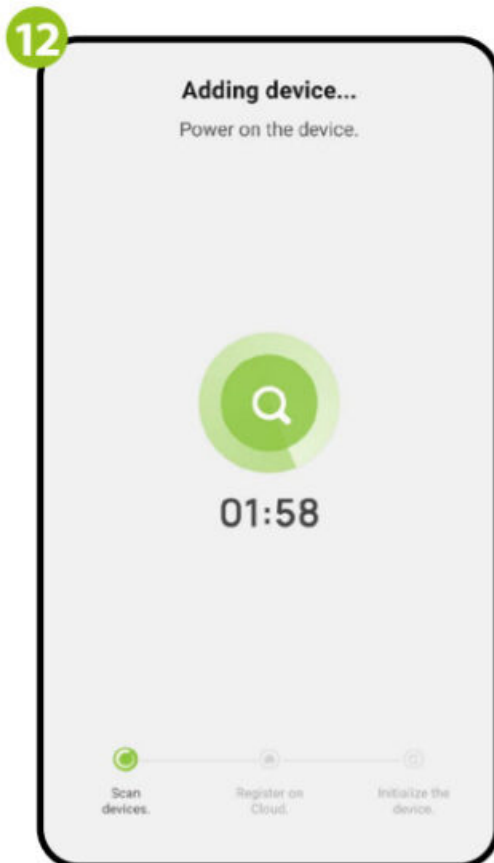 12
Adding device...
Power on the device.
01:58
Scan
devices.
Register on
Cloud.
Initialize the
device.